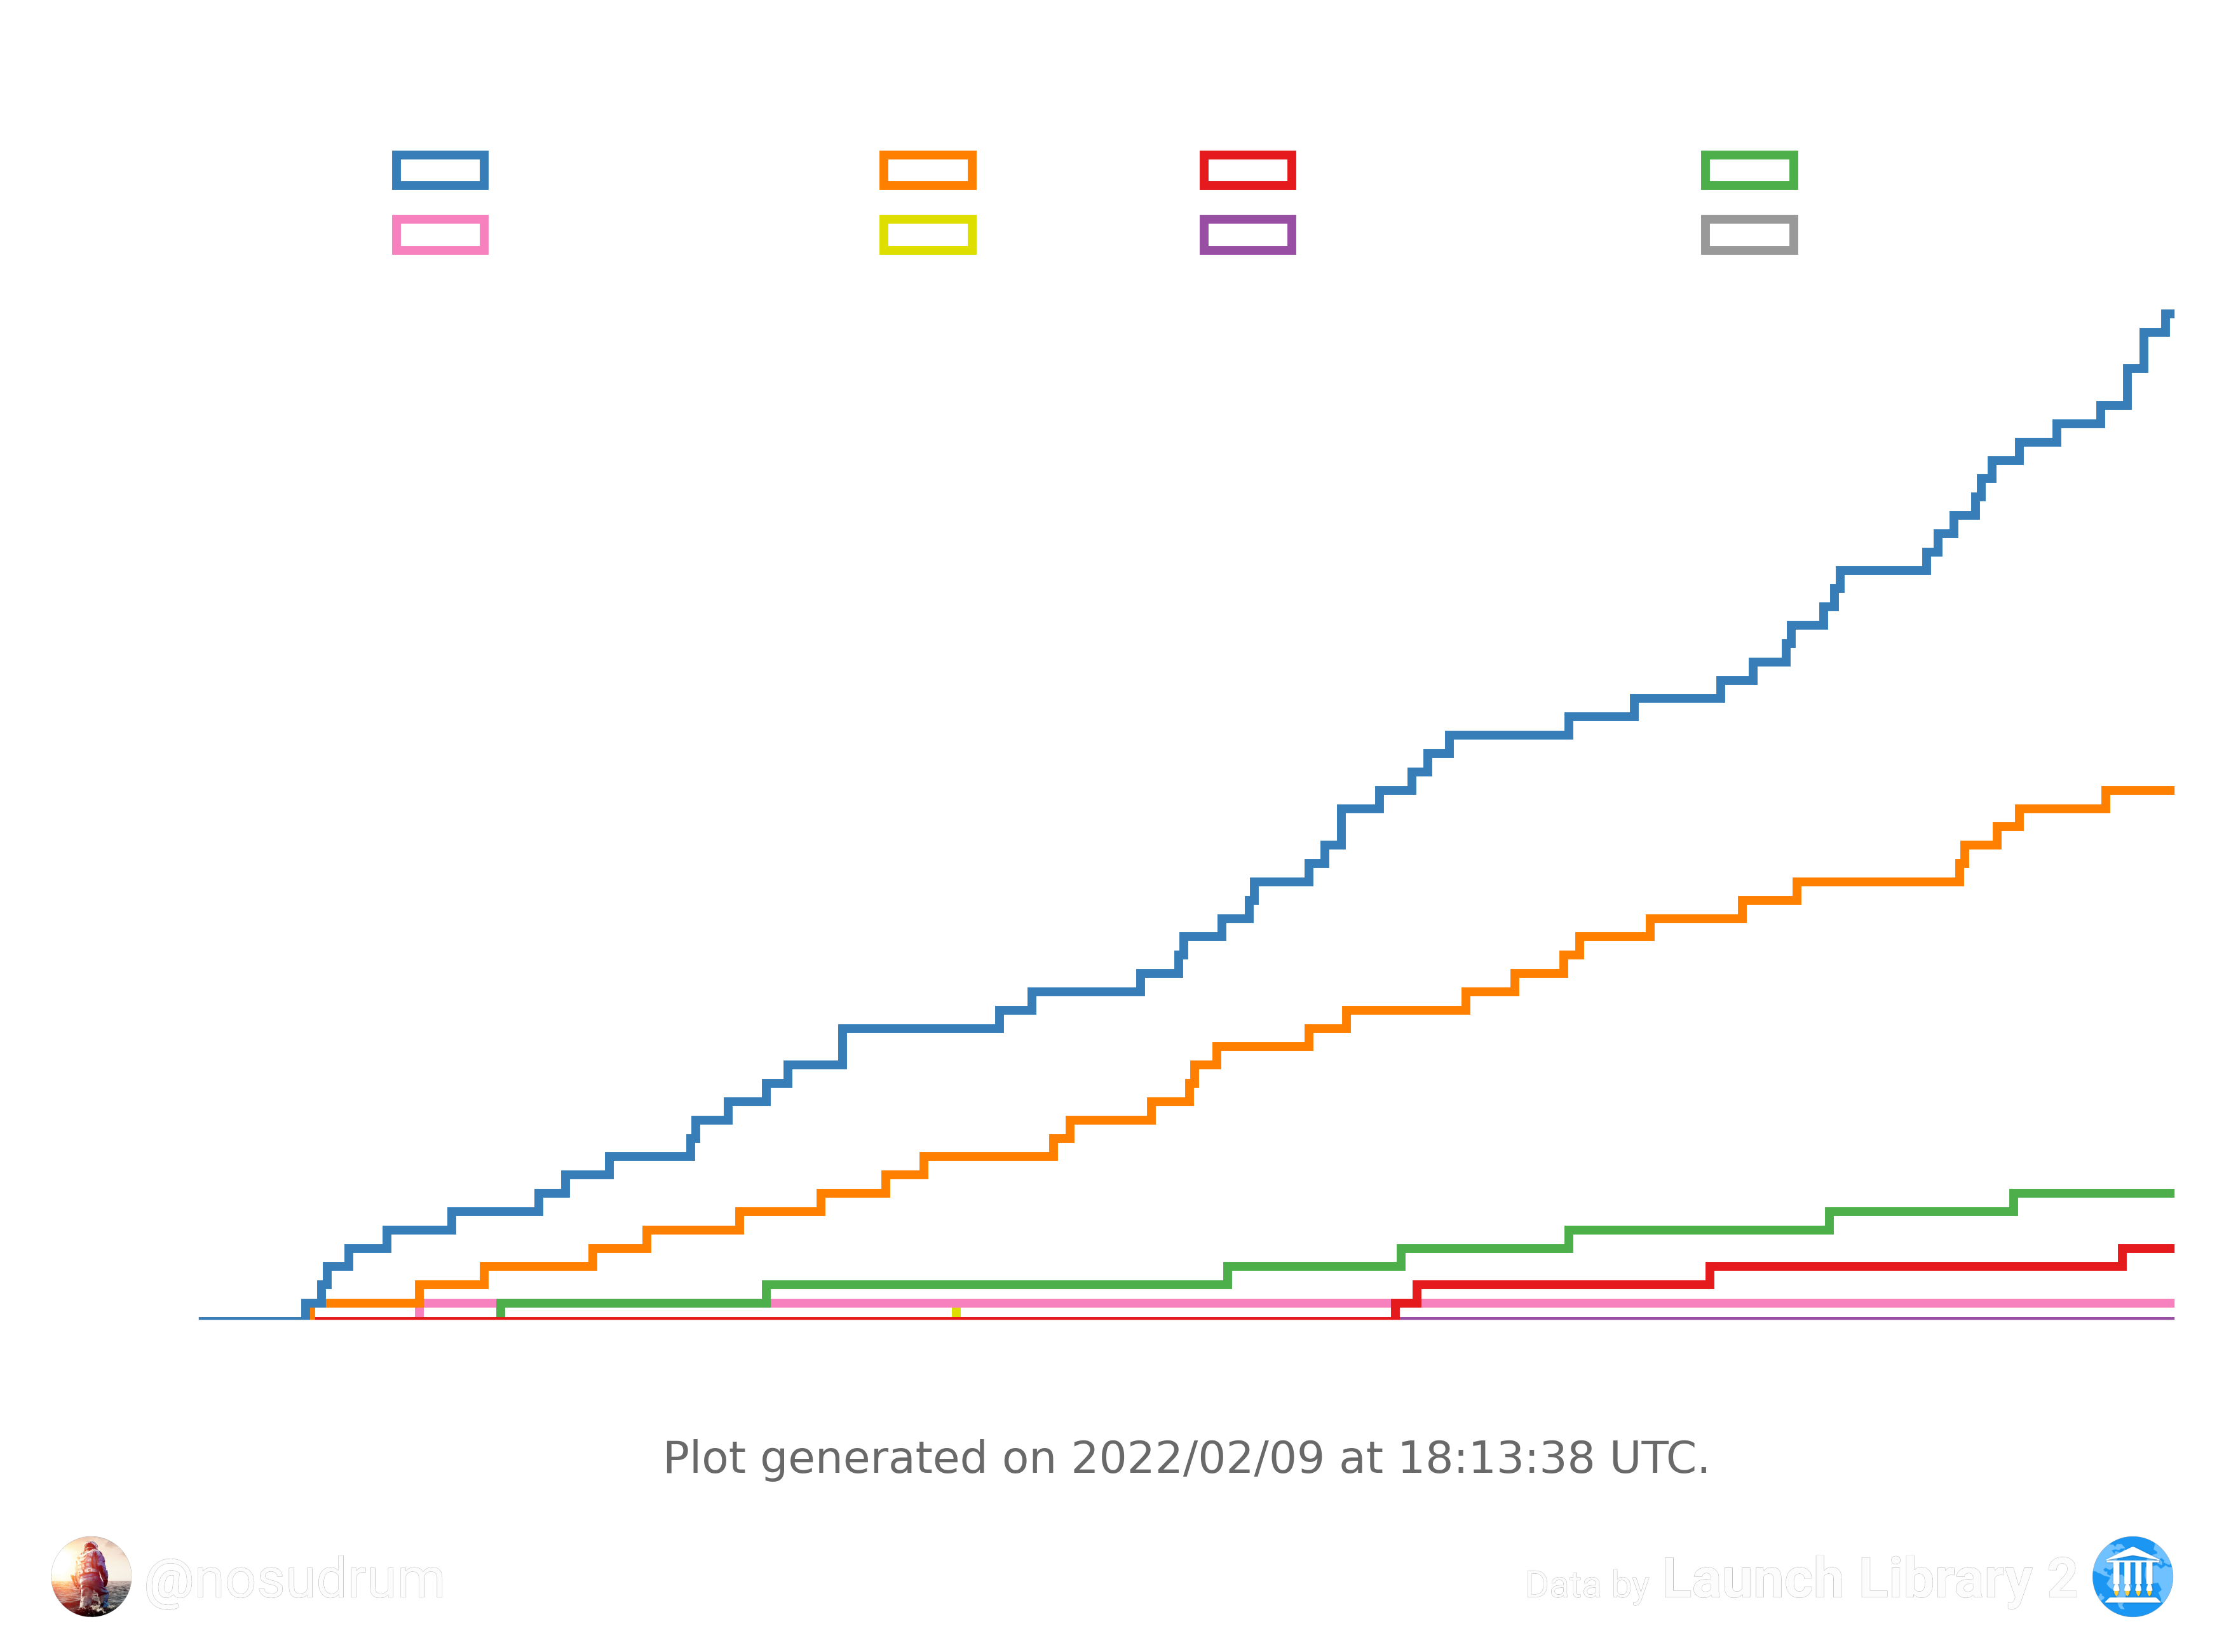 Plot generated on 2022/02/09 at 18:13:38 UTC.
@nosudrum
Data by Launch Library 2